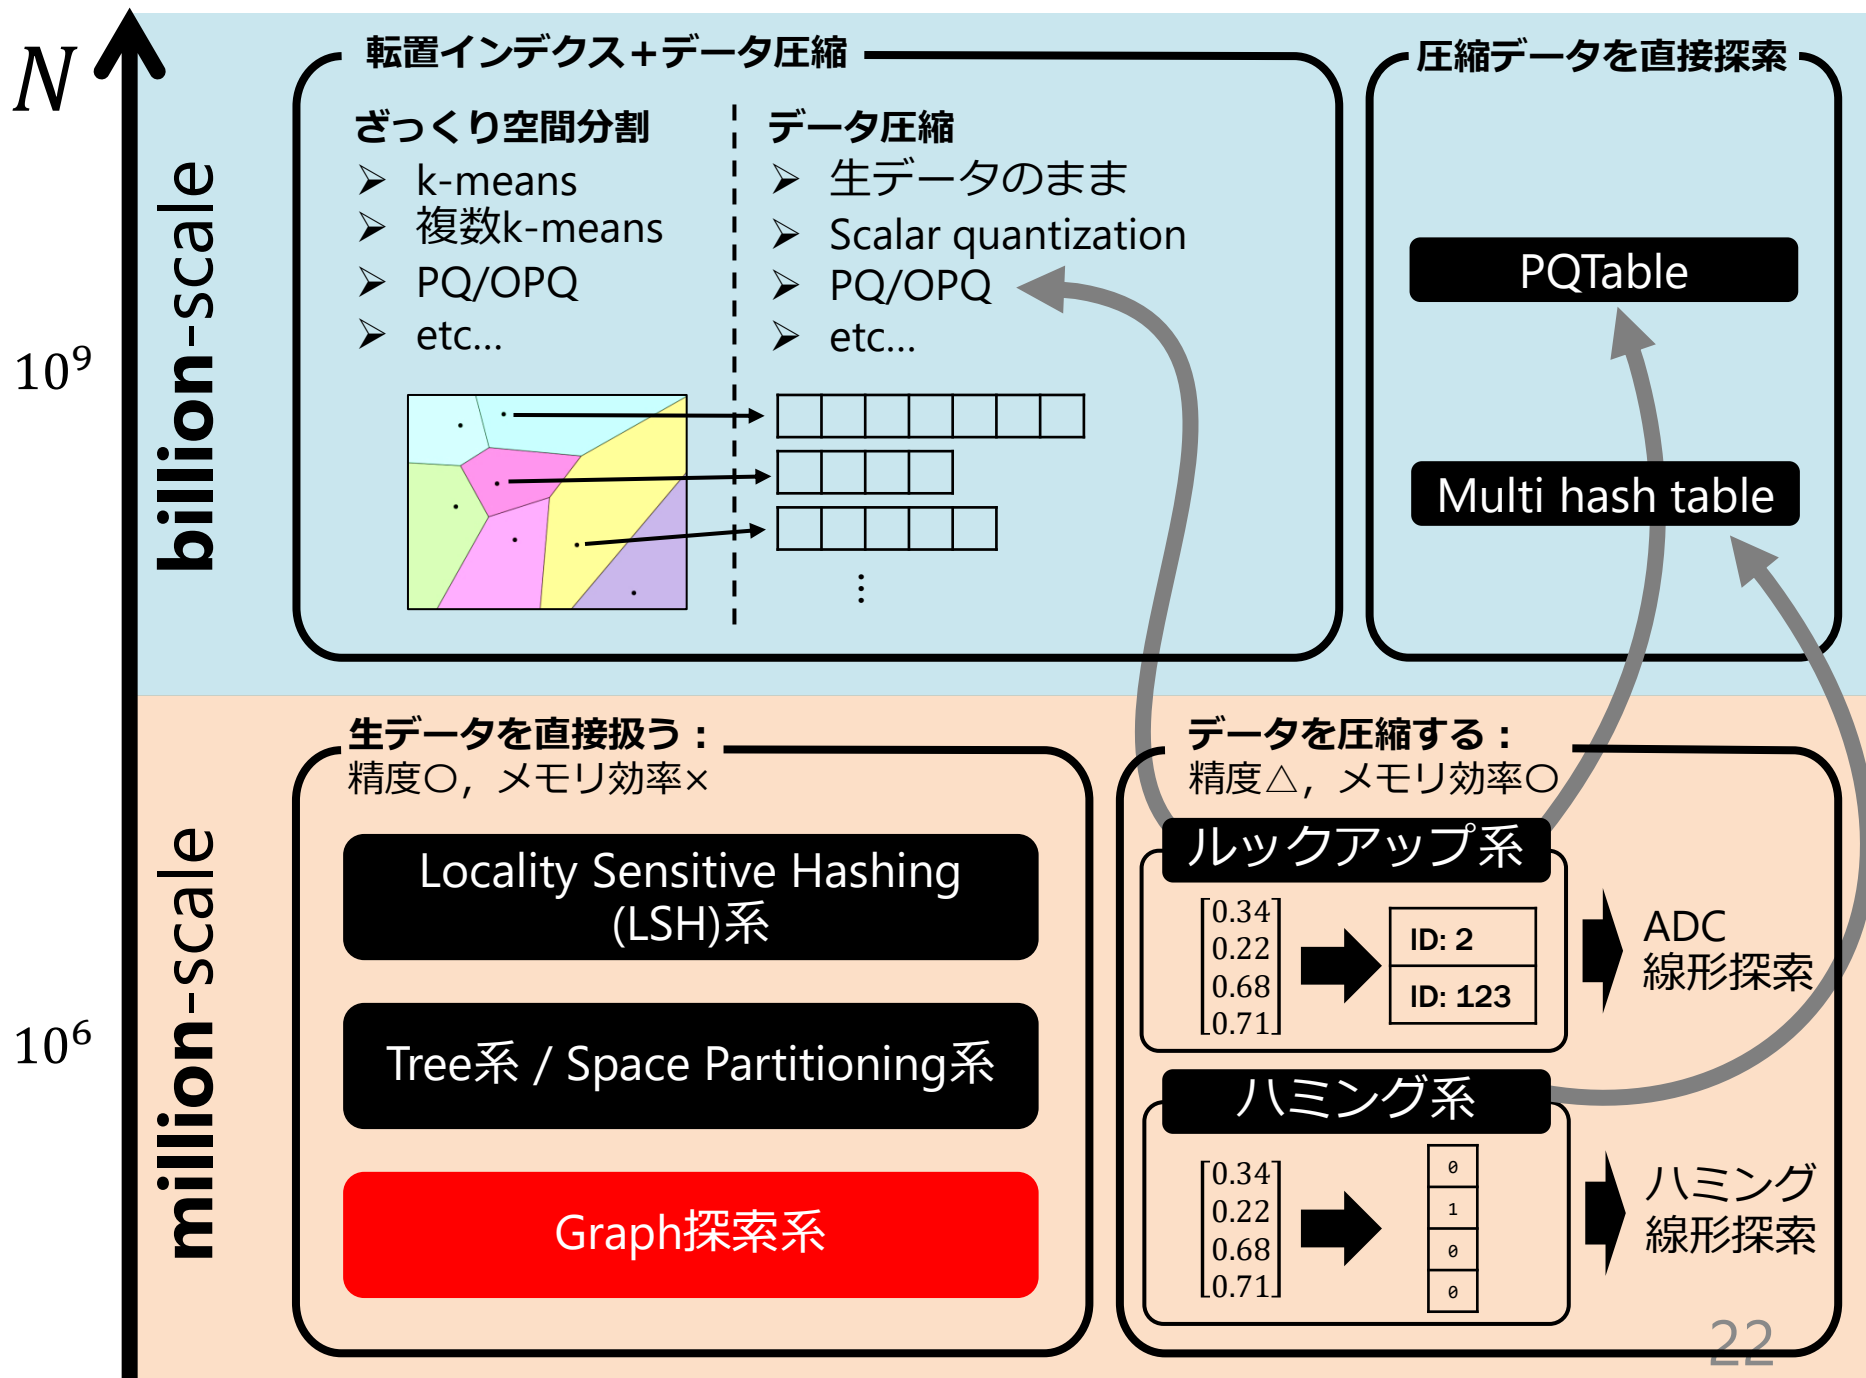 N
10⁹
10⁶
billion-scale
million-scale
転置インデクス+データ圧縮
ざっくり空間分割
➢ k-means
➢ 複数k-means
➢ PQ/OPQ
➢ etc...
データ圧縮
➢ 生データのまま
➢ Scalar quantization
➢ PQ/OPQ
➢ etc...
⋮
圧縮データを直接探索
PQTable
Multi hash table
生データを直接扱う:
精度○, メモリ効率×
Locality Sensitive Hashing
(LSH)系
Tree系 / Space Partitioning系
Graph探索系
データを圧縮する:
精度△, メモリ効率○
ルックアップ系
0.34
0.22
0.68
0.71
ID: 2
ID: 123
ADC
線形探索
ハミング系
0.34
0.22
0.68
0.71
0
1
0
0
ハミング
線形探索
22